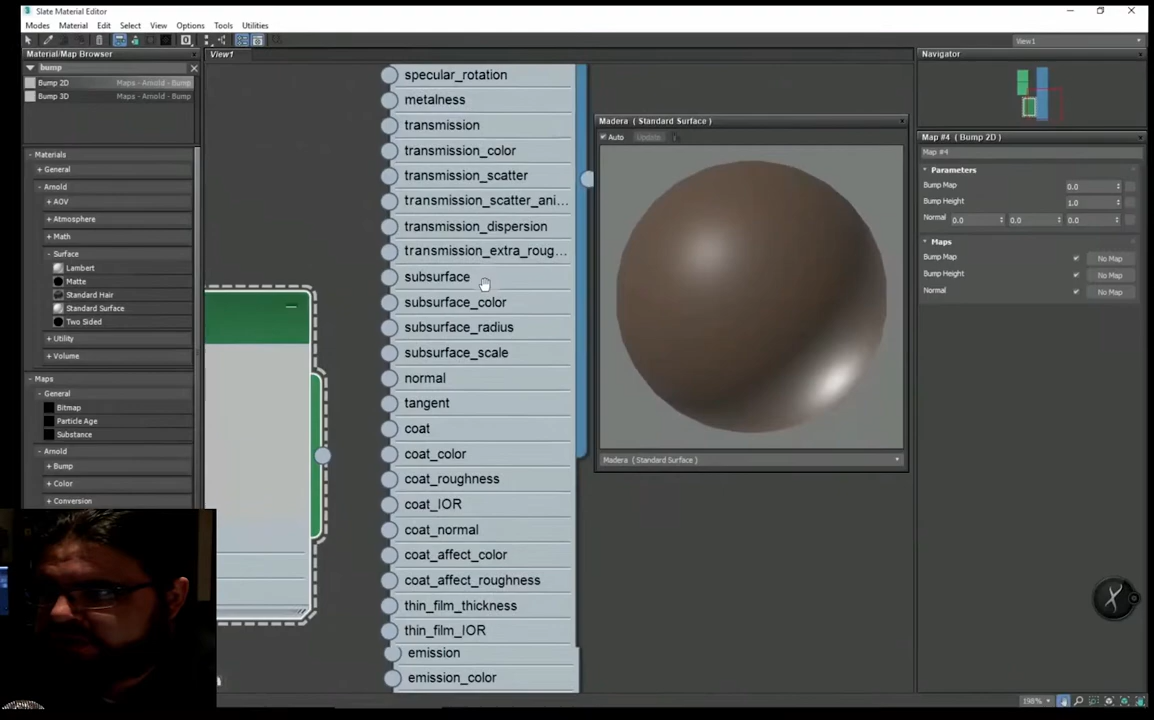 Slate Material Editor
Modes Material Edit Select View Options Tools Utilities
Material/Map Browser
View1
View1
Navigator
bump
Bump 2D Maps - Arnold - Bump
Bump 3D Maps - Arnold - Bump
Materials
+ General
- Arnold
+ AOV
+ Atmosphere
+ Math
- Surface
Lambert
Matte
Standard Hair
Standard Surface
Two Sided
+ Utility
+ Volume
- Maps
- General
Bitmap
Particle Age
Substance
- Arnold
+ Bump
+ Color
+ Conversion
specular_rotation
metalness
transmission
transmission_color
transmission_scatter
transmission_scatter_ani...
transmission_dispersion
transmission_extra_roug...
subsurface
subsurface_color
subsurface_radius
subsurface_scale
normal
tangent
coat
coat_color
coat_roughness
coat_IOR
coat_normal
coat_affect_color
coat_affect_roughness
thin_film_thickness
thin_film_IOR
emission
emission_color
Madera ( Standard Surface )
Auto Update
Madera ( Standard Surface )
Map #4 ( Bump 2D )
Map #4
Parameters
Bump Map 0.0
Bump Height 1.0
Normal 0.0 0.0 0.0
Maps
Bump Map No Map
Bump Height No Map
Normal No Map
198%